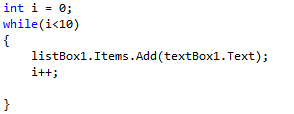 int i = 0;
while(i<10)
{
listBox1.Items.Add(textBox1.Text);
i++;
}